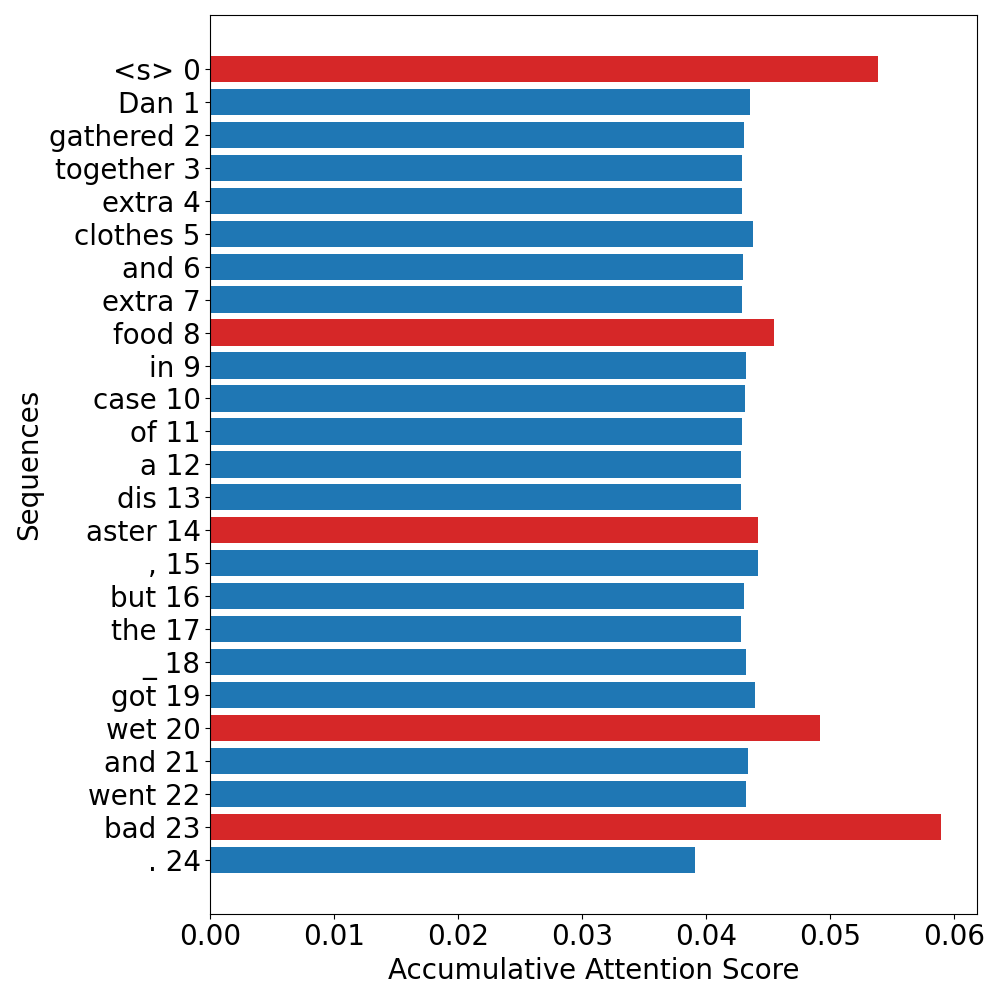 <s> 0
Dan 1
gathered 2
together 3
extra 4
clothes 5
and 6
extra 7
food 8
in 9
case 10
of 11
a 12
dis 13
aster 14
, 15
but 16
the 17
_ 18
got 19
wet 20
and 21
went 22
bad 23
. 24
Sequences
0.00 0.01 0.02 0.03 0.04 0.05 0.06
Accumulative Attention Score